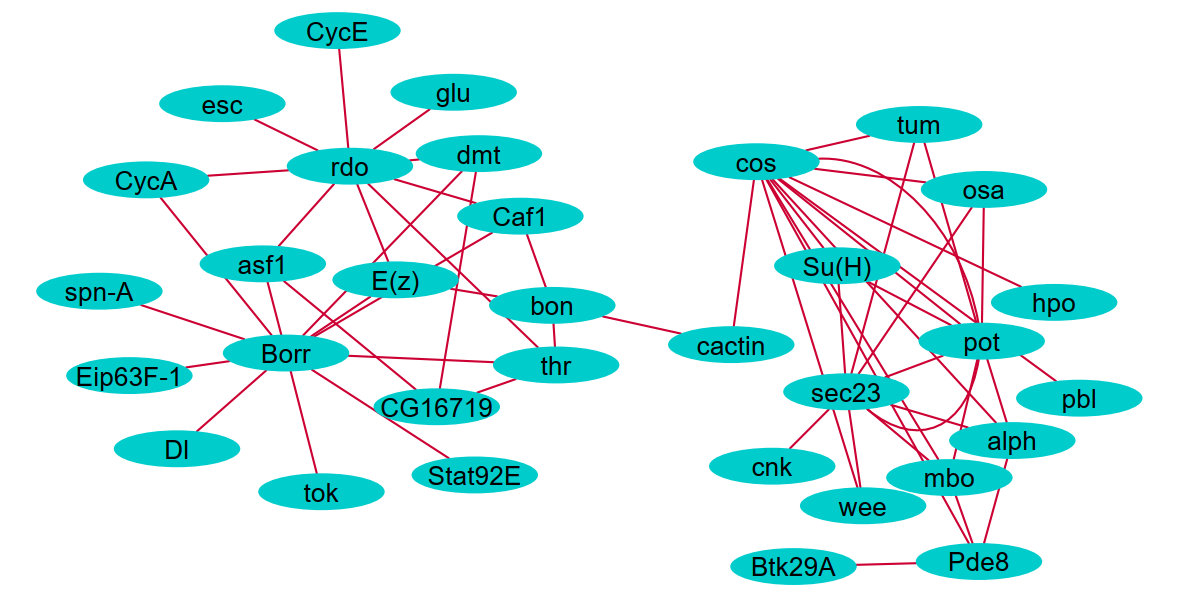 CycE
glu
esc
tum
dmt
cos
rdo
CycA
osa
Caf1
asf1
Su(H)
E(z)
spn-A
hpo
bon
pot
cactin
Borr
thr
Eip63F-1
sec23
pbl
CG16719
alph
Dl
cnk
Stat92E
mbo
tok
wee
Pde8
Btk29A